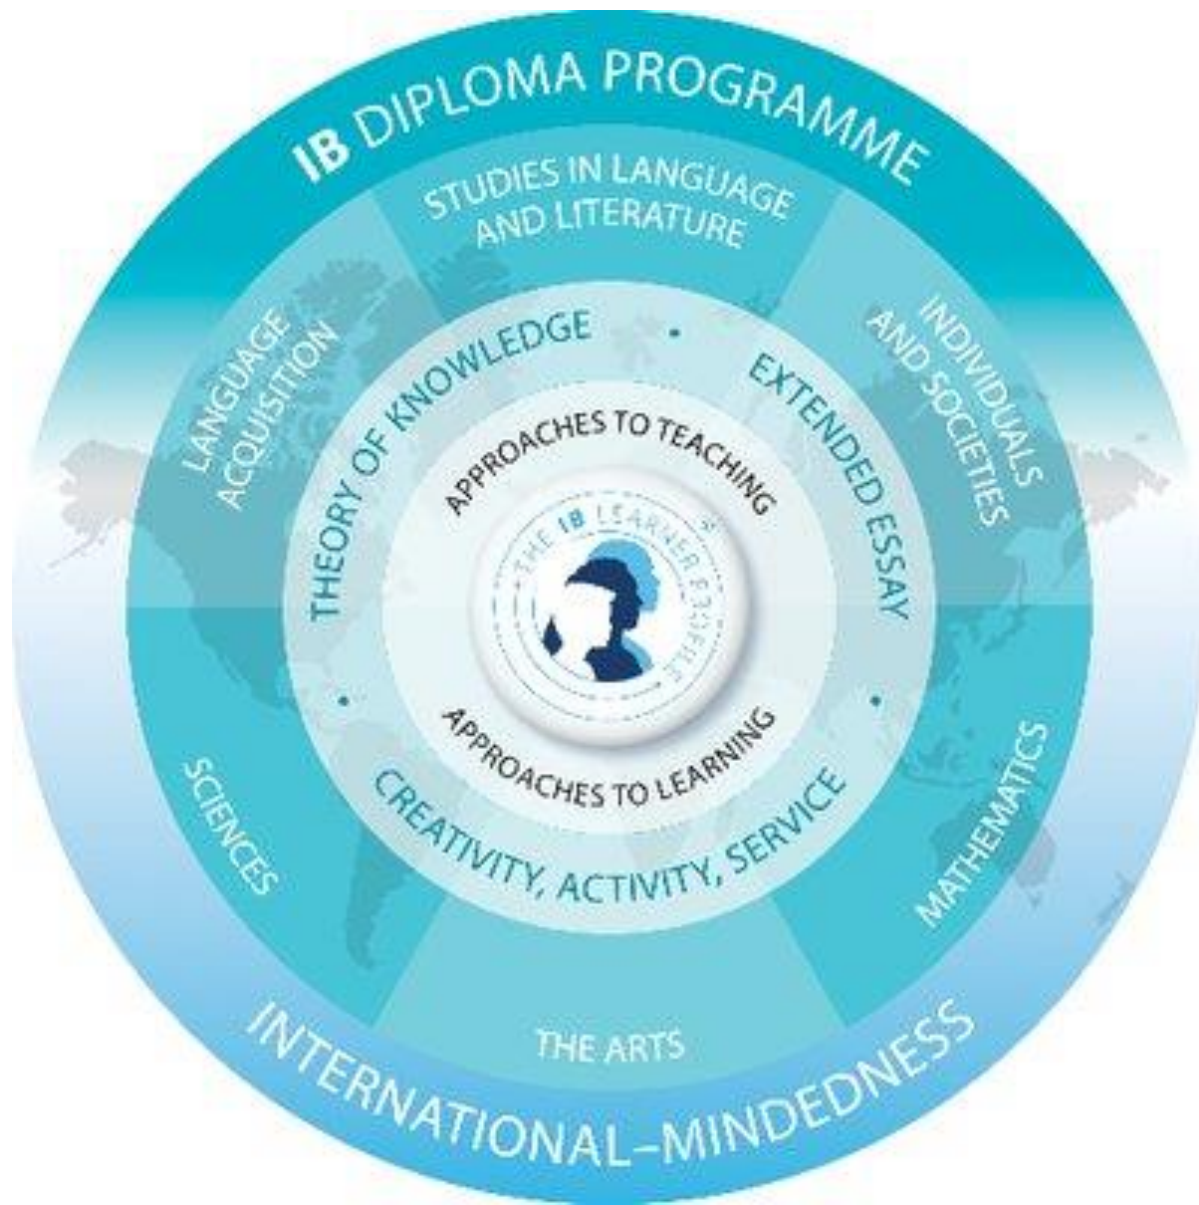 IB DIPLOMA PROGRAMME
STUDIES IN LANGUAGE
AND LITERATURE
LANGUAGE
ACQUISITION
INDIVIDUALS
AND SOCIETIES
THEORY OF KNOWLEDGE
•
EXTENDED ESSAY
•
APPROACHES TO TEACHING
THE IB LEARNER PROFILE
APPROACHES TO LEARNING
•
CREATIVITY, ACTIVITY, SERVICE
SCIENCES
MATHEMATICS
THE ARTS
INTERNATIONAL–MINDEDNESS